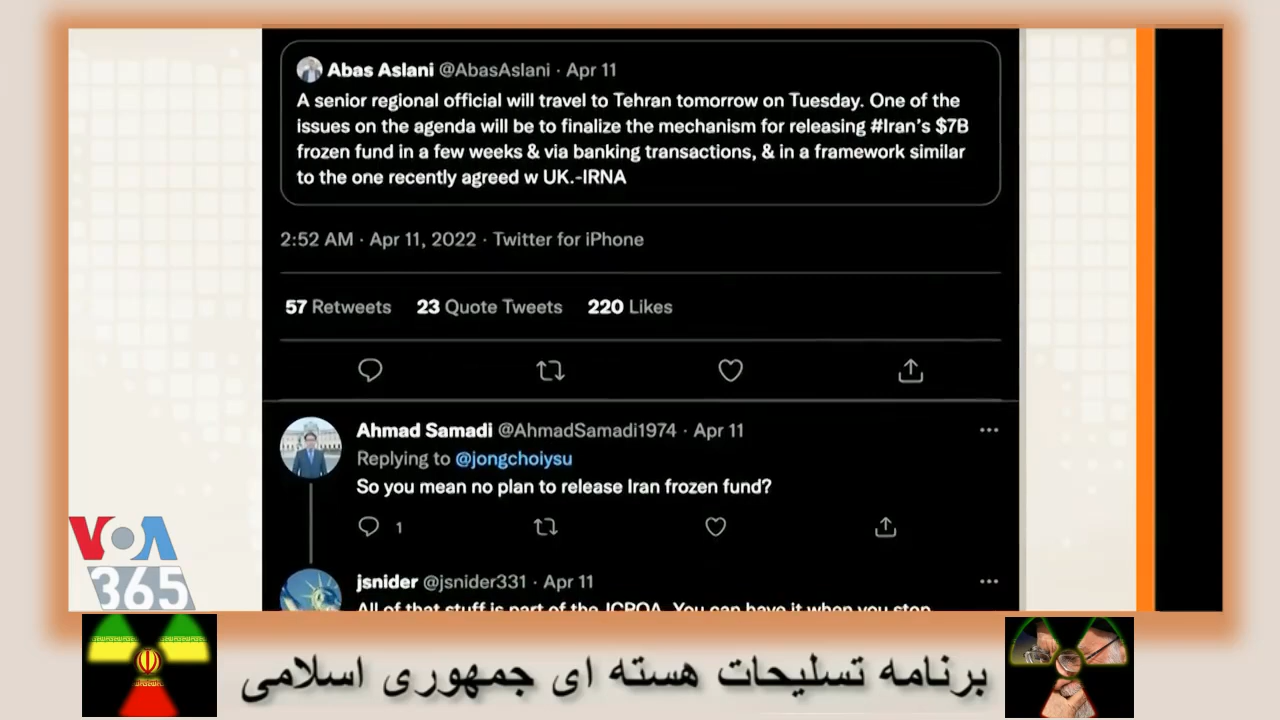 Abas Aslani @AbasAslani · Apr 11
A senior regional official will travel to Tehran tomorrow on Tuesday. One of the
issues on the agenda will be to finalize the mechanism for releasing #Iran's $7B
frozen fund in a few weeks & via banking transactions, & in a framework similar
to the one recently agreed w UK.-IRNA
2:52 AM · Apr 11, 2022 · Twitter for iPhone
57 Retweets 23 Quote Tweets 220 Likes
Ahmad Samadi @AhmadSamadi1974 · Apr 11
Replying to @jongchoiysu
So you mean no plan to release Iran frozen fund?
1
jsnider @jsnider331 · Apr 11
All of that stuff is part of the JCPOA. You can have it when you stop
VOA
365
برنامه تسلیحات هسته ای جمهوری اسلامی